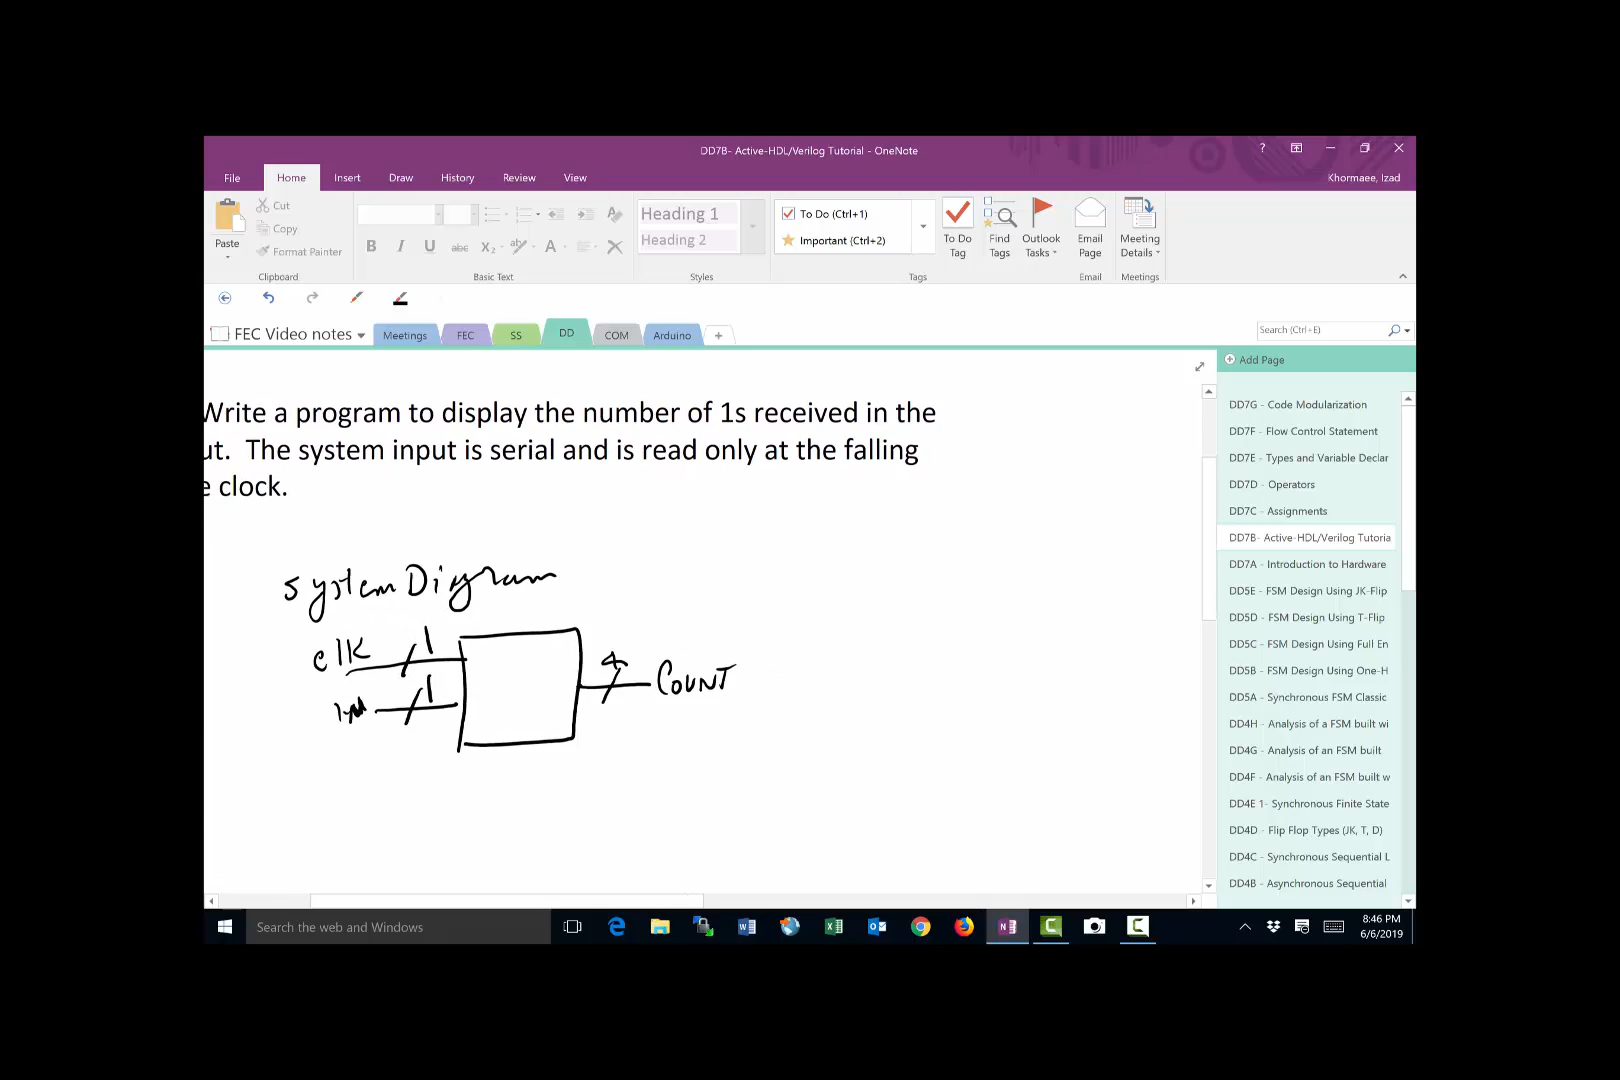 DD7B- Active-HDL/Verilog Tutorial - OneNote
?
File Home Insert Draw History Review View
Khormaee, Izad
Paste
Cut
Copy
Format Painter
Clipboard
B I U abc X₂ A
Basic Text
Heading 1
Heading 2
Styles
To Do (Ctrl+1)
Important (Ctrl+2)
Tags
To Do Tag
Find Tags
Outlook Tasks
Email Page
Email
Meeting Details
Meetings
FEC Video notes
Meetings FEC SS DD COM Arduino +
Search (Ctrl+E)
Write a program to display the number of 1s received in the
ut. The system input is serial and is read only at the falling
e clock.
System Diagram
clk 1
1
4 COUNT
Add Page
DD7G - Code Modularization
DD7F - Flow Control Statement
DD7E - Types and Variable Declar
DD7D - Operators
DD7C - Assignments
DD7B- Active-HDL/Verilog Tutoria
DD7A - Introduction to Hardware
DD5E - FSM Design Using JK-Flip
DD5D - FSM Design Using T-Flip
DD5C - FSM Design Using Full En
DD5B - FSM Design Using One-H
DD5A - Synchronous FSM Classic
DD4H - Analysis of a FSM built wi
DD4G - Analysis of an FSM built
DD4F - Analysis of an FSM built w
DD4E 1- Synchronous Finite State
DD4D - Flip Flop Types (JK, T, D)
DD4C - Synchronous Sequential L
DD4B - Asynchronous Sequential
Search the web and Windows
8:46 PM
6/6/2019